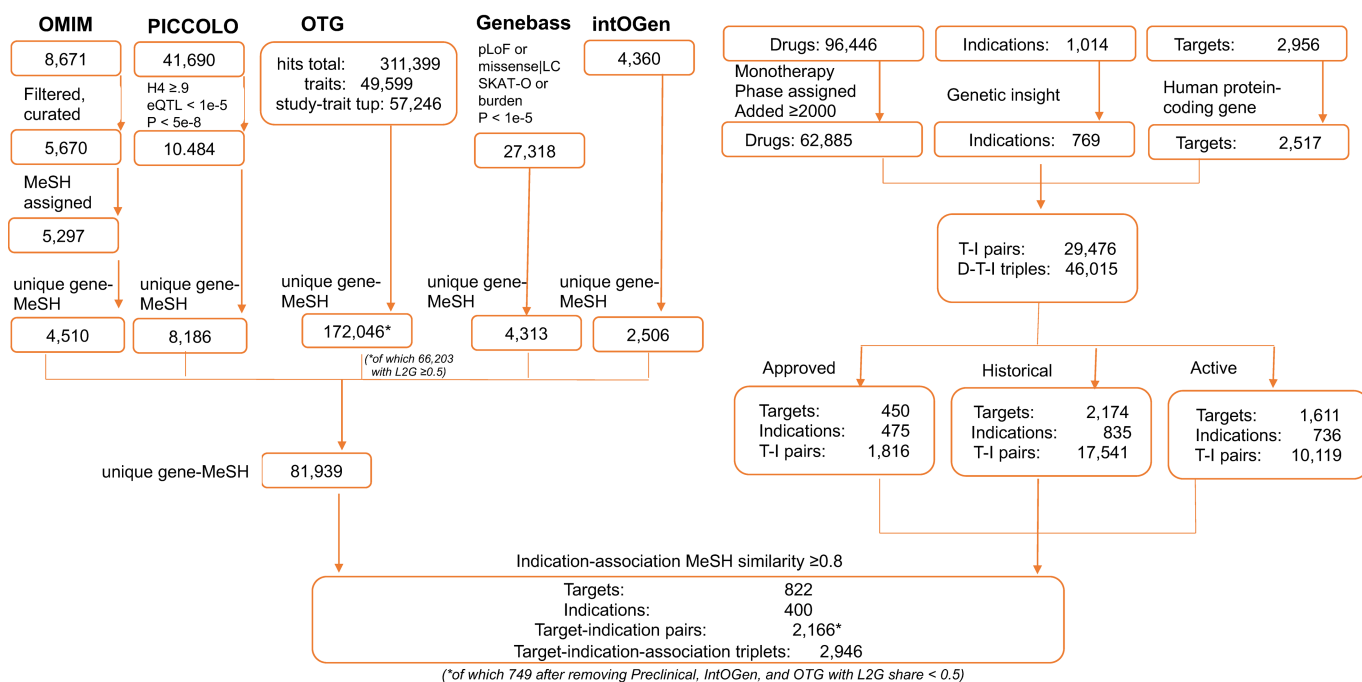 OMIM
8,671
Filtered,
curated
5,670
MeSH
assigned
5,297
unique gene-
MeSH
4,510
PICCOLO
41,690
H4 ≥.9
eQTL < 1e-5
P < 5e-8
10.484
unique gene-
MeSH
8,186
OTG
hits total: 311,399
traits: 49,599
study-trait tup: 57,246
unique gene-
MeSH
172,046*
(*of which 66,203
with L2G ≥0.5)
Genebass
pLoF or
missense|LC
SKAT-O or
burden
P < 1e-5
27,318
unique gene-
MeSH
4,313
intOGen
4,360
unique gene-
MeSH
2,506
unique gene-MeSH 81,939
Drugs: 96,446
Monotherapy
Phase assigned
Added ≥2000
Drugs: 62,885
Indications: 1,014
Genetic insight
Indications: 769
Targets: 2,956
Human protein-
coding gene
Targets: 2,517
T-I pairs: 29,476
D-T-I triples: 46,015
Approved
Targets: 450
Indications: 475
T-I pairs: 1,816
Historical
Targets: 2,174
Indications: 835
T-I pairs: 17,541
Active
Targets: 1,611
Indications: 736
T-I pairs: 10,119
Indication-association MeSH similarity ≥0.8
Targets: 822
Indications: 400
Target-indication pairs: 2,166*
Target-indication-association triplets: 2,946
(*of which 749 after removing Preclinical, IntOGen, and OTG with L2G share < 0.5)